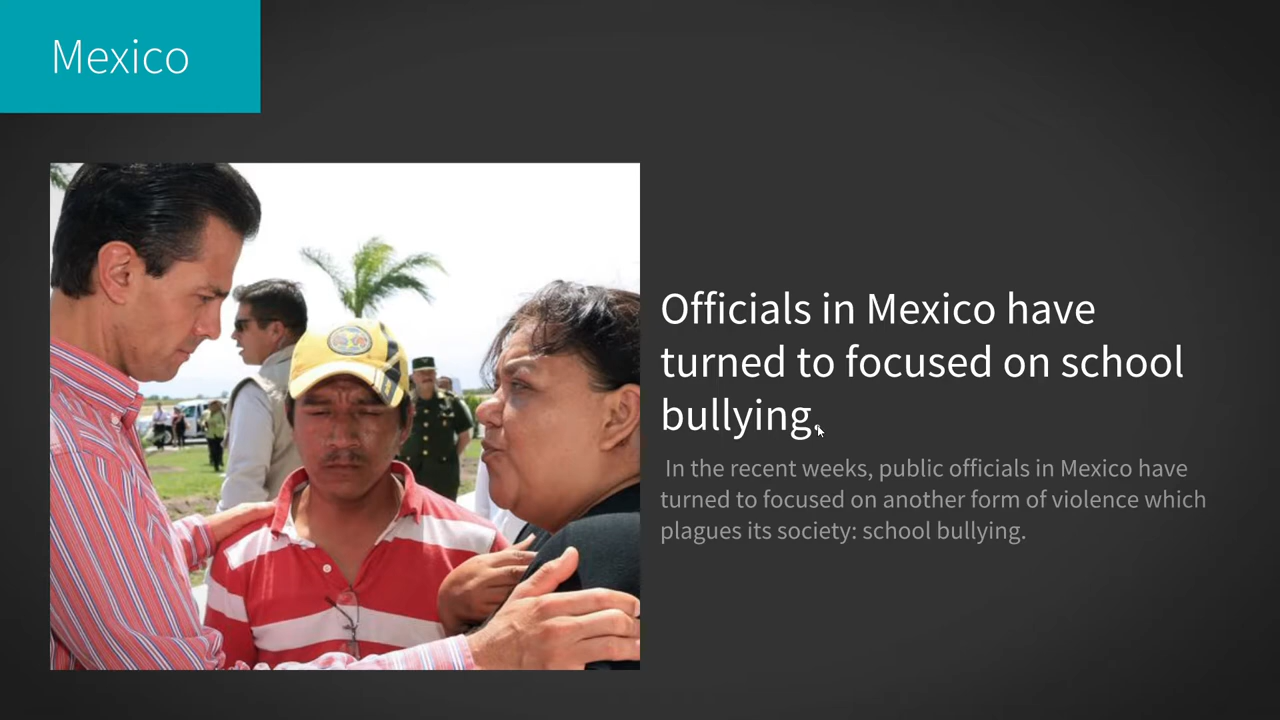 Mexico
Officials in Mexico have
turned to focused on school
bullying.
In the recent weeks, public officials in Mexico have
turned to focused on another form of violence which
plagues its society: school bullying.